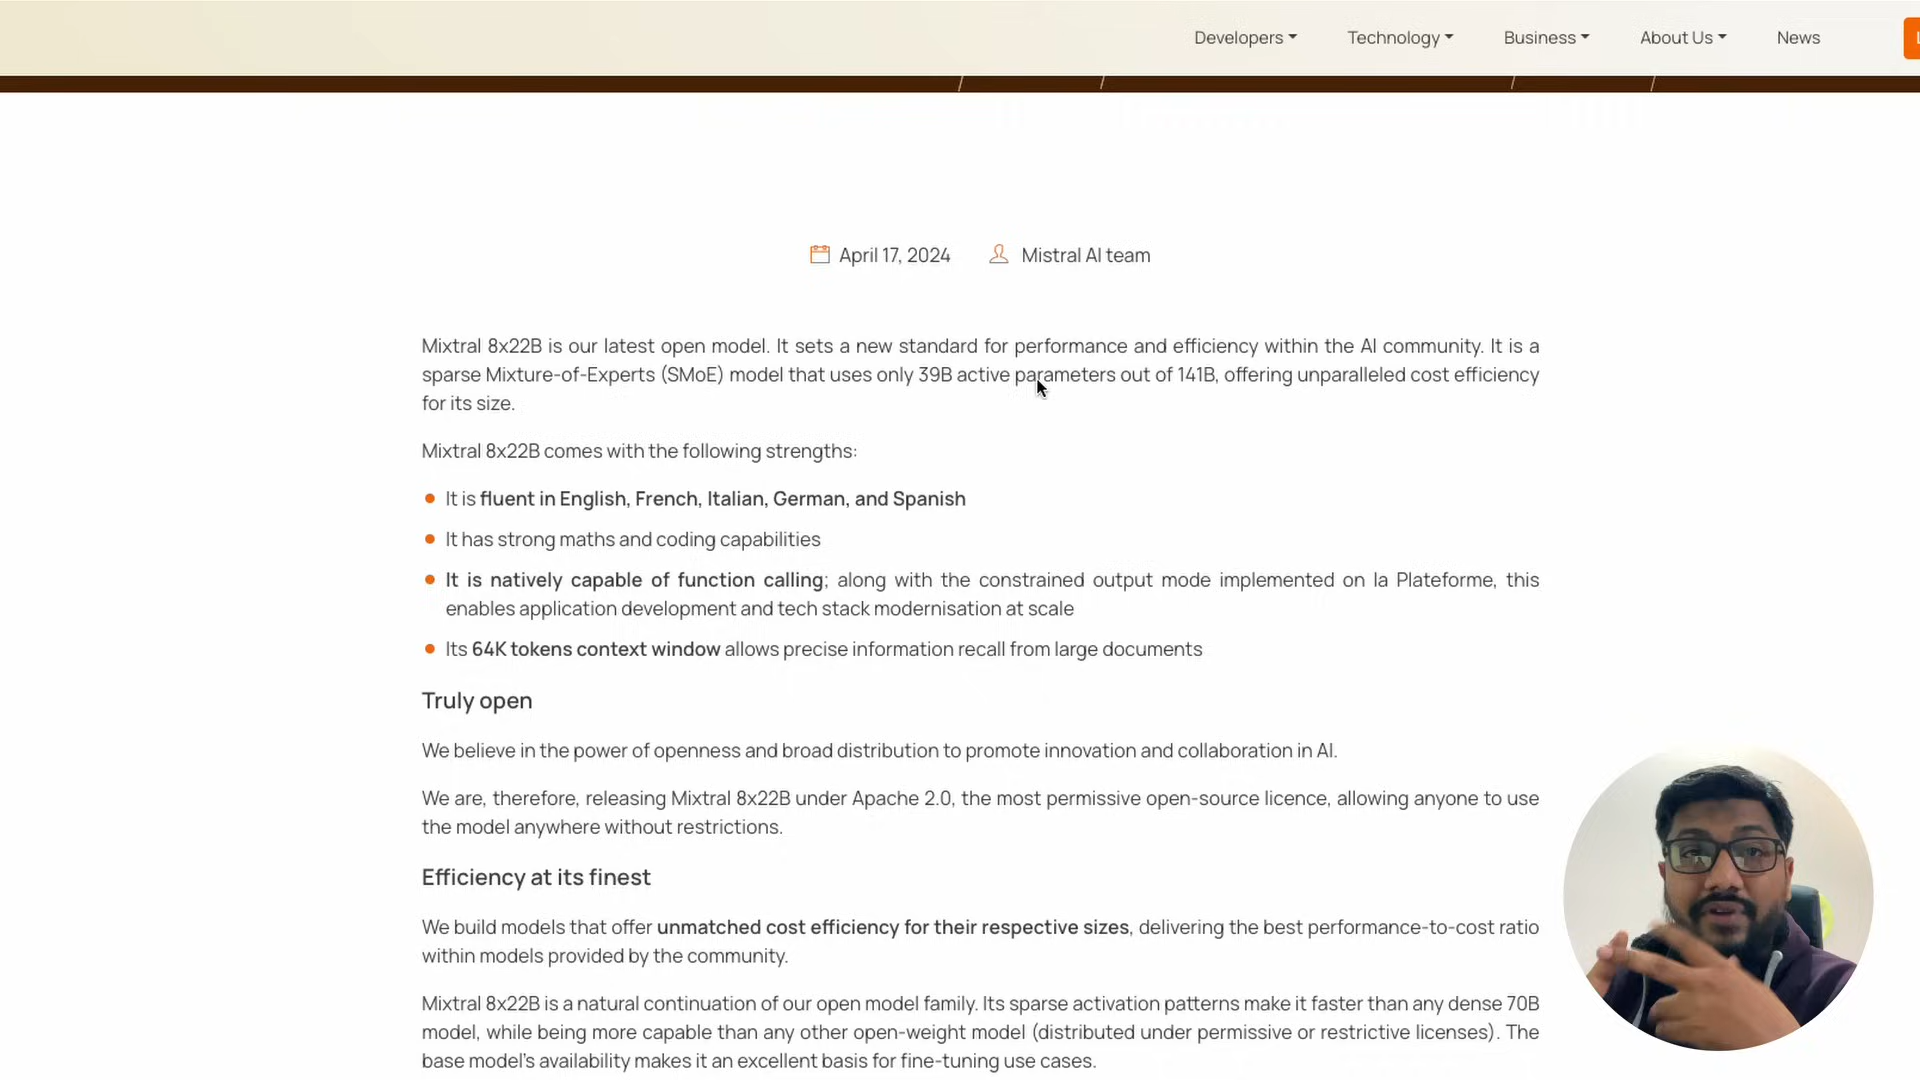 Developers Technology Business About Us News
April 17, 2024 Mistral AI team
Mixtral 8x22B is our latest open model. It sets a new standard for performance and efficiency within the AI community. It is a
sparse Mixture-of-Experts (SMoE) model that uses only 39B active parameters out of 141B, offering unparalleled cost efficiency
for its size.
Mixtral 8x22B comes with the following strengths:
It is fluent in English, French, Italian, German, and Spanish
It has strong maths and coding capabilities
It is natively capable of function calling; along with the constrained output mode implemented on la Plateforme, this
enables application development and tech stack modernisation at scale
Its 64K tokens context window allows precise information recall from large documents
Truly open
We believe in the power of openness and broad distribution to promote innovation and collaboration in AI.
We are, therefore, releasing Mixtral 8x22B under Apache 2.0, the most permissive open-source licence, allowing anyone to use
the model anywhere without restrictions.
Efficiency at its finest
We build models that offer unmatched cost efficiency for their respective sizes, delivering the best performance-to-cost ratio
within models provided by the community.
Mixtral 8x22B is a natural continuation of our open model family. Its sparse activation patterns make it faster than any dense 70B
model, while being more capable than any other open-weight model (distributed under permissive or restrictive licenses). The
base model's availability makes it an excellent basis for fine-tuning use cases.